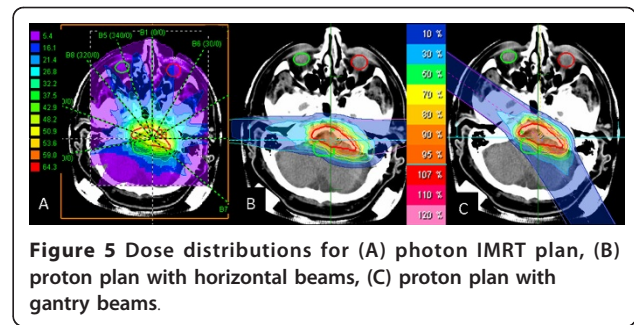 B5 (340/0) B1 (0/0)
B8 (320/0) B6 (30/0)
5.4
16.1
21.4
26.8
32.2
37.5
42.9
48.2
50.9
53.6
59.0
64.3
B7
A
B
10 %
30 %
50 %
70 %
80 %
90 %
95 %
107 %
110 %
120 %
C
Figure 5 Dose distributions for (A) photon IMRT plan, (B)
proton plan with horizontal beams, (C) proton plan with
gantry beams.